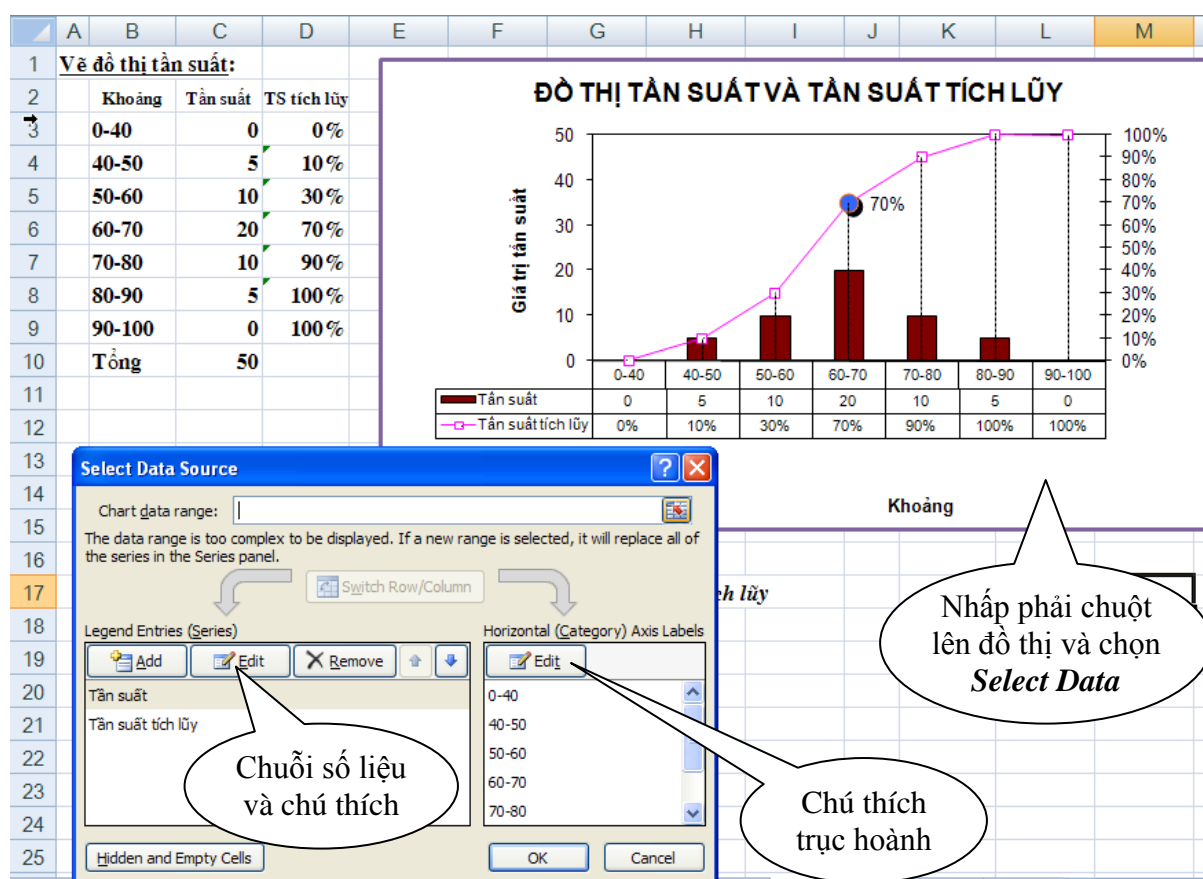 A B C D E F G H I J K L M
1 Vẽ đồ thị tần suất:
2 Khoảng Tần suất TS tích lũy
3 0-40 0 0%
4 40-50 5 10%
5 50-60 10 30%
6 60-70 20 70%
7 70-80 10 90%
8 80-90 5 100%
9 90-100 0 100%
10 Tổng 50
11
12
13
14
15
16
17
18
19
20
21
22
23
24
25
ĐỒ THỊ TẦN SUẤT VÀ TẦN SUẤT TÍCH LŨY
Giá trị tần suất
50
40
30
20
10
0
100%
90%
80%
70%
60%
50%
40%
30%
20%
10%
0%
70%
0-40 40-50 50-60 60-70 70-80 80-90 90-100
Tần suất 0 5 10 20 10 5 0
Tần suất tích lũy 0% 10% 30% 70% 90% 100% 100%
Khoảng
lũy
Select Data Source
Chart data range:
The data range is too complex to be displayed. If a new range is selected, it will replace all of
the series in the Series panel.
Switch Row/Column
Legend Entries (Series)
Add Edit Remove
Tần suất
Tần suất tích lũy
Horizontal (Category) Axis Labels
Edit
0-40
40-50
50-60
60-70
70-80
Hidden and Empty Cells
OK Cancel
Chuỗi số liệu
và chú thích
Chú thích
trục hoành
Nhấp phải chuột
lên đồ thị và chọn
Select Data